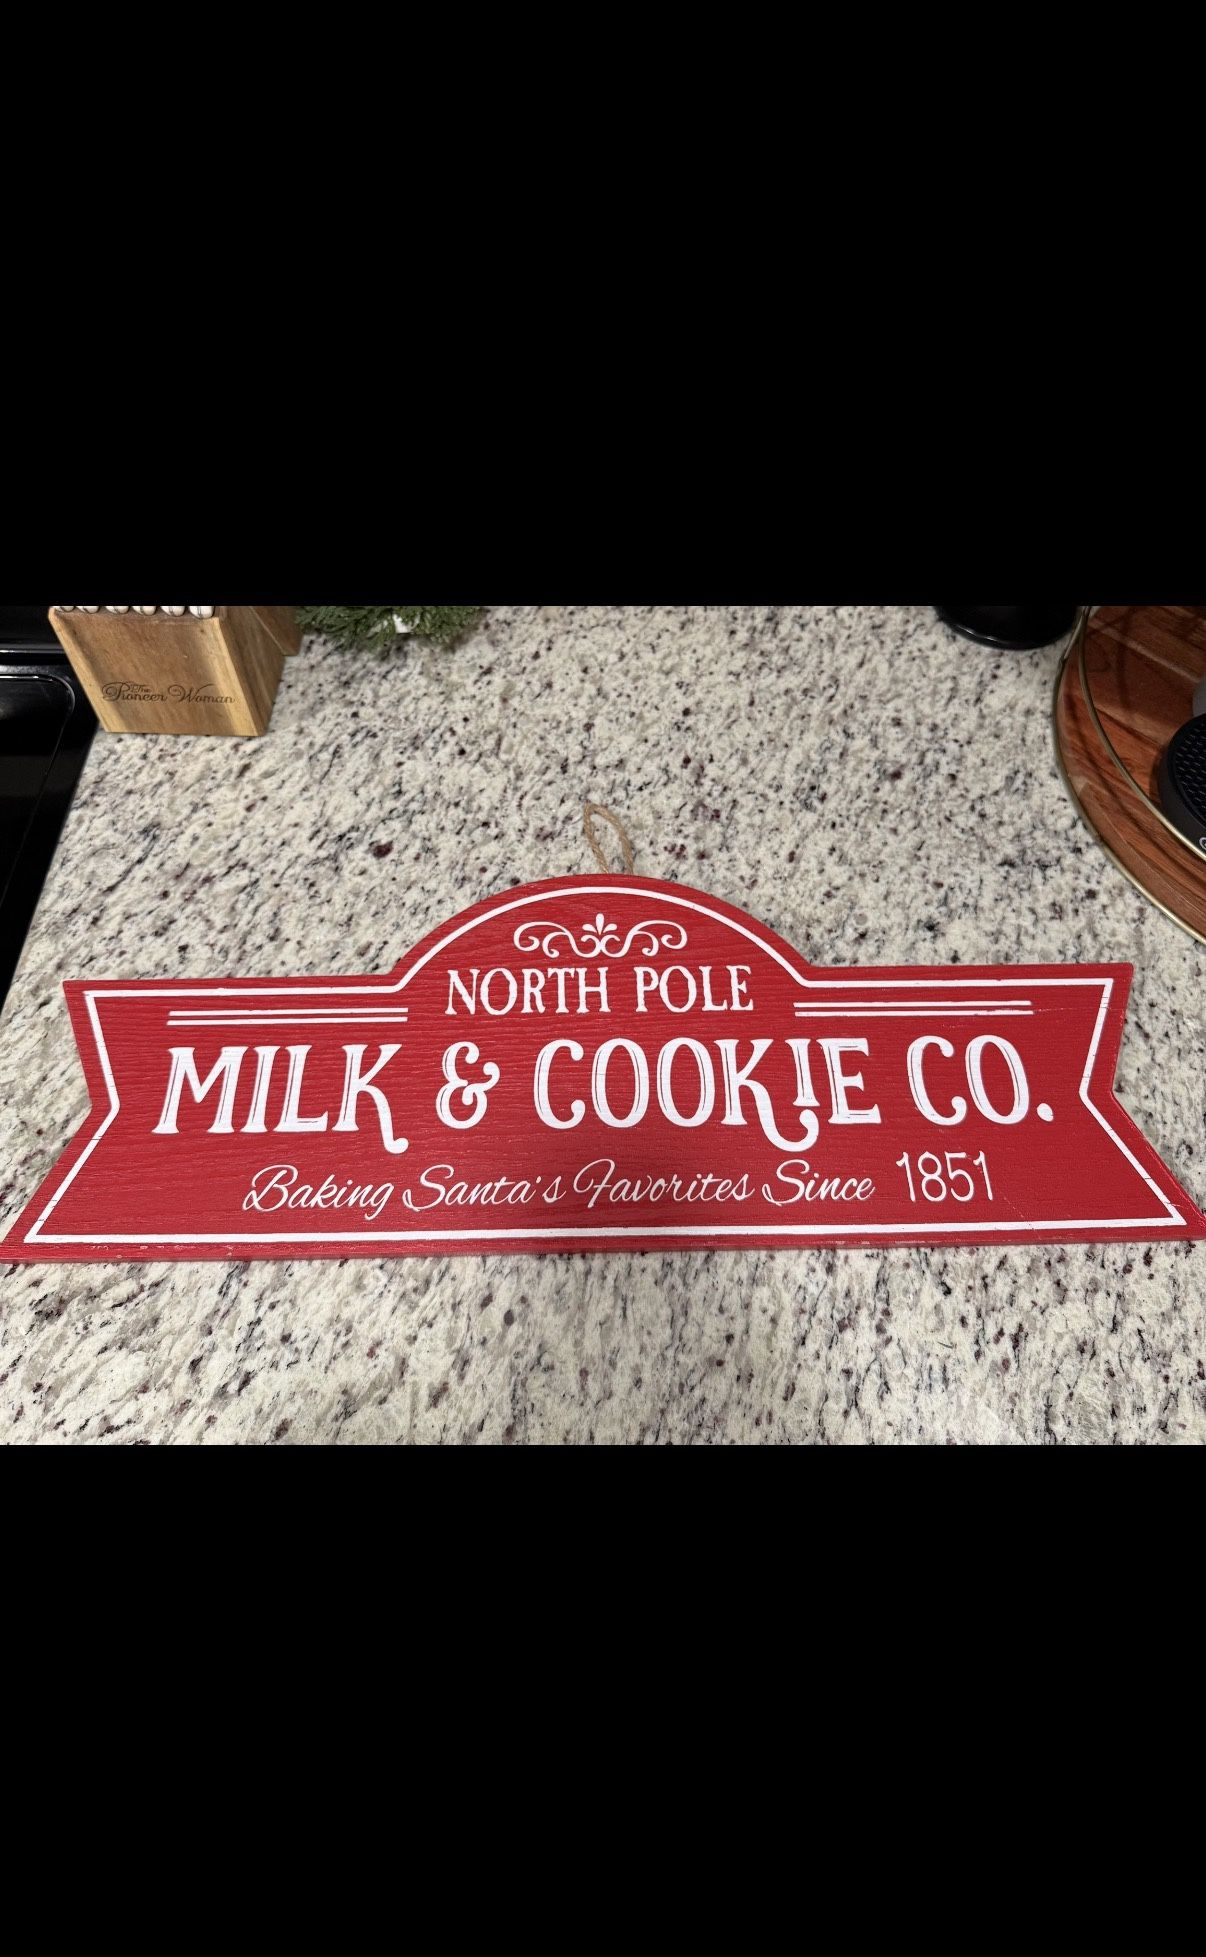 The
Pioneer Woman
NORTH POLE
MILK & COOKIE CO.
Baking Santa's Favorites Since 1851